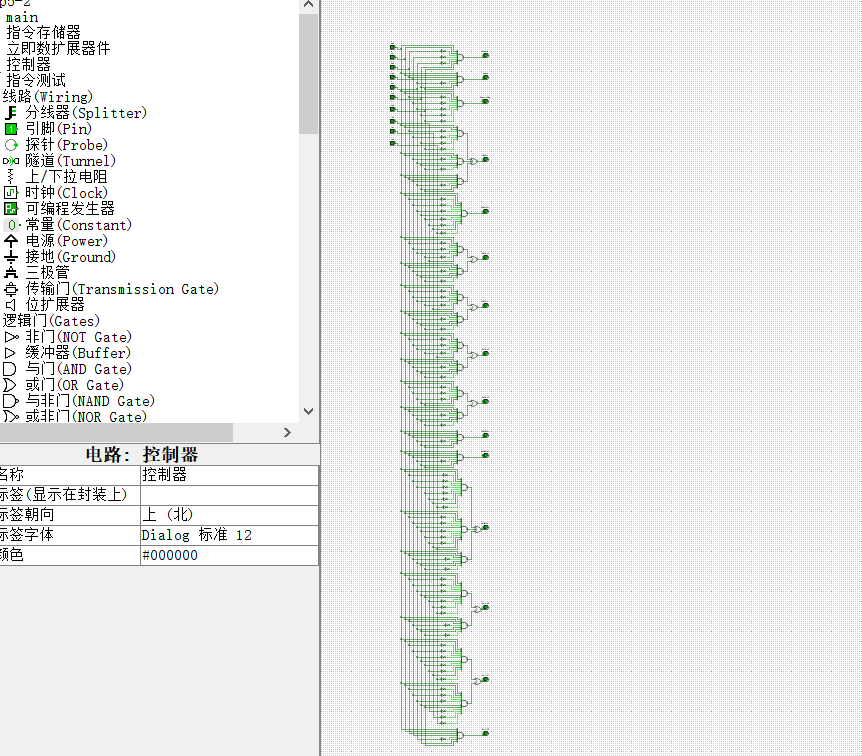 p5-2
main
指令存储器
立即数扩展器件
控制器
指令测试
线路(Wiring)
分线器(Splitter)
引脚(Pin)
探针(Probe)
隧道(Tunnel)
上/下拉电阻
时钟(Clock)
可编程发生器
常量(Constant)
电源(Power)
接地(Ground)
三极管
传输门(Transmission Gate)
位扩展器
逻辑门(Gates)
非门(NOT Gate)
缓冲器(Buffer)
与门(AND Gate)
或门(OR Gate)
与非门(NAND Gate)
或非门(NOR Gate)
电路: 控制器
名称 控制器
标签(显示在封装上)
标签朝向 上 (北)
标签字体 Dialog 标准 12
颜色 #000000